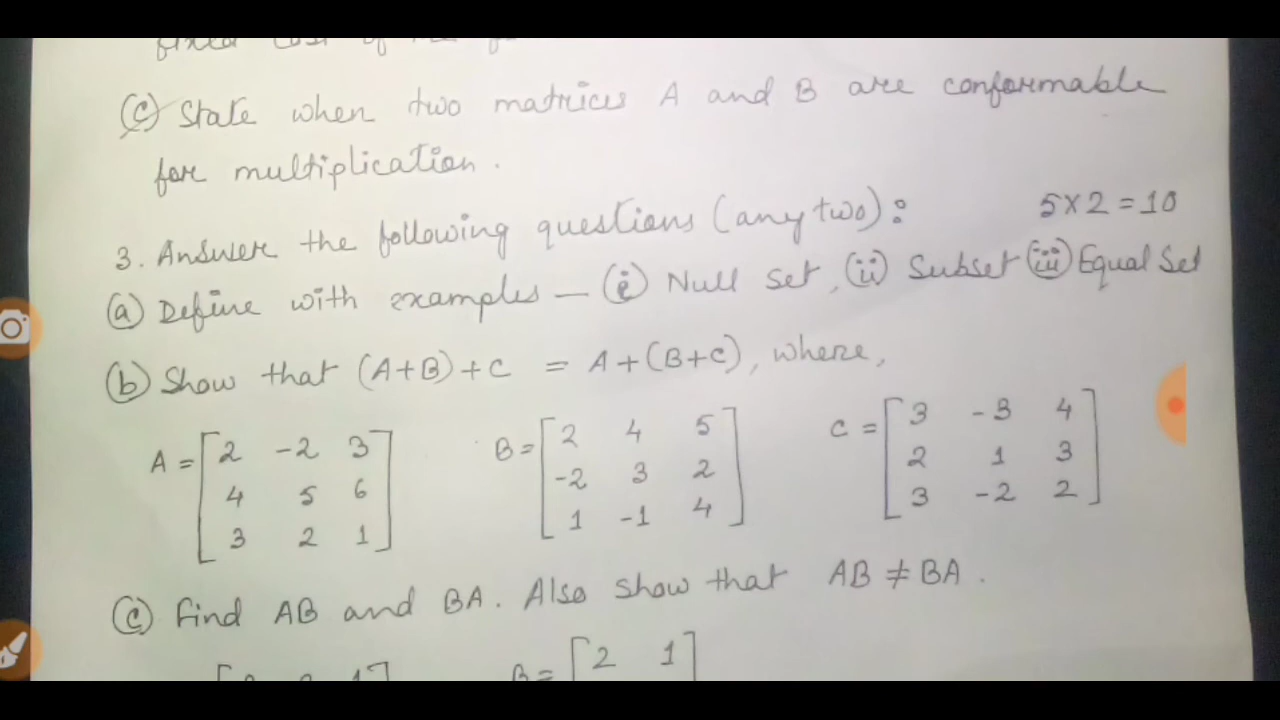 (c) State when two matrices A and B are conformable
for multiplication.
3. Answer the following questions (any two): 5×2=10
(a) Define with examples — (i) Null set, (ii) Subset (iii) Equal Set
(b) Show that (A+B)+C = A+(B+C), where,
A = [2 -2 3 B = [2 4 5] C = [3 -3 4]
4 5 6 -2 3 2 2 1 3
3 2 1] 1 -1 4] 3 -2 2]
(c) Find AB and BA. Also show that AB ≠ BA.
B = [2 1]